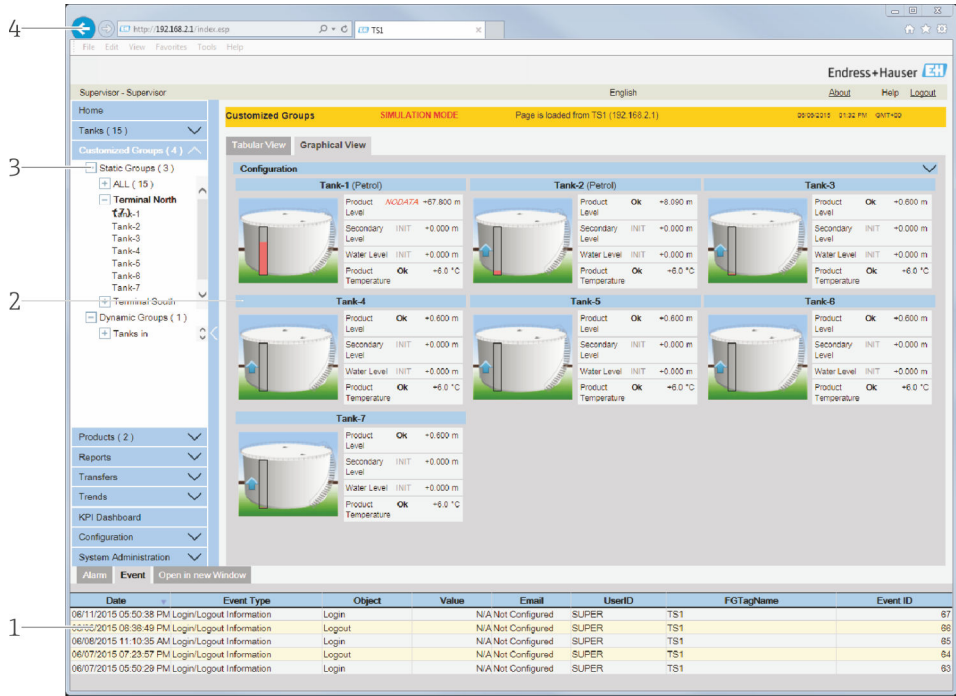 4
http://192.168.2.1/index.esp
TS1
File Edit View Favorites Tools Help
Endress+Hauser EH
Supervisor - Supervisor English About Help Logout
Home
Tanks ( 15 )
Customized Groups ( 4 )
3
Static Groups ( 3 )
ALL ( 15 )
Terminal North
Tank-1
Tank-2
Tank-3
Tank-4
Tank-5
Tank-6
Tank-7
Terminal South
Dynamic Groups ( 1 )
Tanks in
Products ( 2 )
Reports
Transfers
Trends
KPI Dashboard
Configuration
System Administration
Customized Groups SIMULATION MODE Page is loaded from TS1 (192.168.2.1) 01:32 PM
Tabular View Graphical View
Configuration
2
Tank-1 (Petrol)
Product Level NODATA +67.800 m
Secondary Level INIT +0.000 m
Water Level INIT +0.000 m
Product Temperature Ok +6.0 °C
Tank-2 (Petrol)
Product Level Ok +8.090 m
Secondary Level INIT +0.000 m
Water Level INIT +0.000 m
Product Temperature Ok +6.0 °C
Tank-3
Product Level Ok +0.600 m
Secondary Level INIT +0.000 m
Water Level INIT +0.000 m
Product Temperature Ok +6.0 °C
Tank-4
Product Level Ok +0.600 m
Secondary Level INIT +0.000 m
Water Level INIT +0.000 m
Product Temperature Ok +6.0 °C
Tank-5
Product Level Ok +0.600 m
Secondary Level INIT +0.000 m
Water Level INIT +0.000 m
Product Temperature Ok +6.0 °C
Tank-6
Product Level Ok +0.600 m
Secondary Level INIT +0.000 m
Water Level INIT +0.000 m
Product Temperature Ok +6.0 °C
Tank-7
Product Level Ok +0.600 m
Secondary Level INIT +0.000 m
Water Level INIT +0.000 m
Product Temperature Ok +6.0 °C
Alarm Event Open in new Window
Date Event Type Object Value Email UserID FGTagName Event ID
06/11/2015 05:50:38 PM Login/Logout Information Login N/A Not Configured SUPER TS1 67
1
06:36:49 PM Login/Logout Information Logout N/A Not Configured SUPER TS1 66
06/08/2015 11:10:35 AM Login/Logout Information Login N/A Not Configured SUPER TS1 65
06/07/2015 07:23:57 PM Login/Logout Information Logout N/A Not Configured SUPER TS1 64
06/07/2015 05:50:29 PM Login/Logout Information Login N/A Not Configured SUPER TS1 63